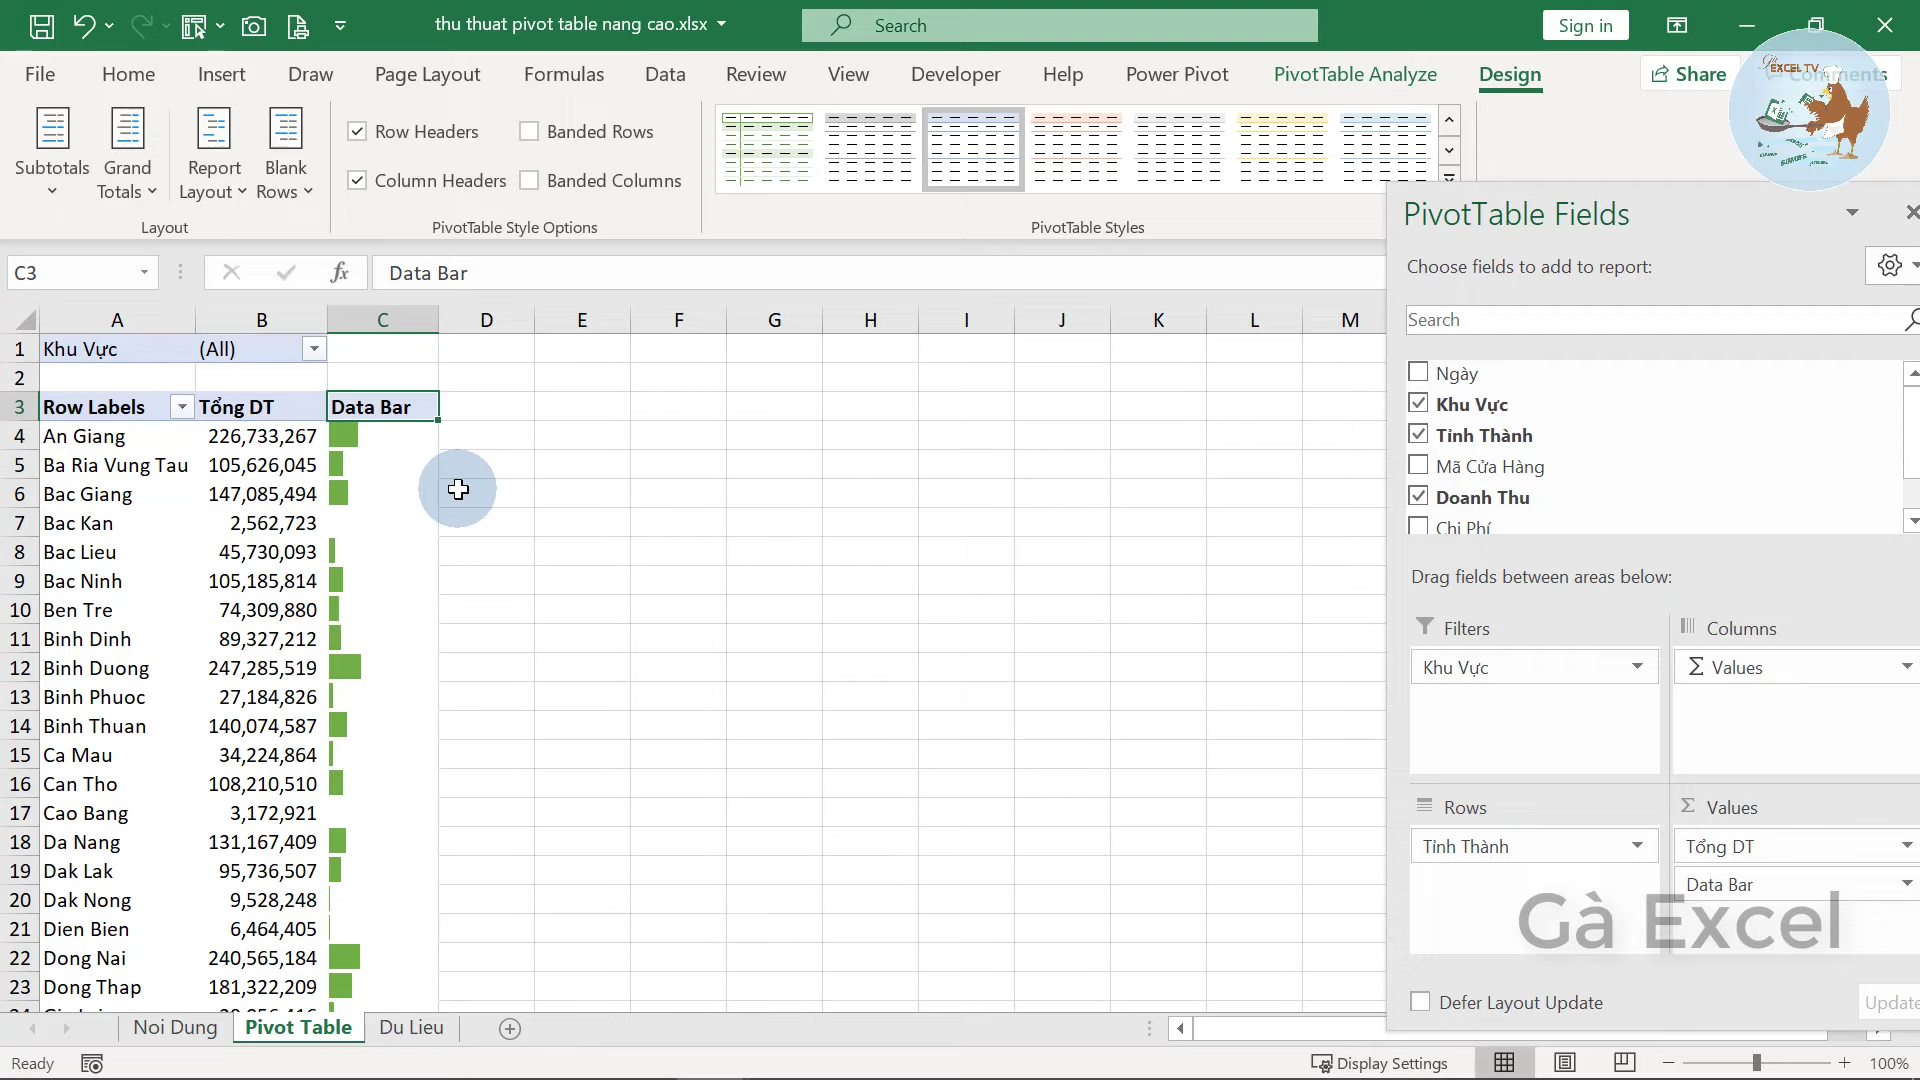 thu thuat pivot table nang cao.xlsx
Search
Sign in
File Home Insert Draw Page Layout Formulas Data Review View Developer Help Power Pivot PivotTable Analyze Design
Share
Comments
EXCEL TV
Subtotals
Grand Totals
Report Layout
Blank Rows
Row Headers
Banded Rows
Column Headers
Banded Columns
Layout
PivotTable Style Options
PivotTable Styles
C3
fx
Data Bar
A B C D E F G H I J K L M
1 Khu Vực (All)
2
3 Row Labels Tổng DT Data Bar
4 An Giang 226,733,267
5 Ba Ria Vung Tau 105,626,045
6 Bac Giang 147,085,494
7 Bac Kan 2,562,723
8 Bac Lieu 45,730,093
9 Bac Ninh 105,185,814
10 Ben Tre 74,309,880
11 Binh Dinh 89,327,212
12 Binh Duong 247,285,519
13 Binh Phuoc 27,184,826
14 Binh Thuan 140,074,587
15 Ca Mau 34,224,864
16 Can Tho 108,210,510
17 Cao Bang 3,172,921
18 Da Nang 131,167,409
19 Dak Lak 95,736,507
20 Dak Nong 9,528,248
21 Dien Bien 6,464,405
22 Dong Nai 240,565,184
23 Dong Thap 181,322,209
PivotTable Fields
Choose fields to add to report:
Search
Ngày
Khu Vực
Tỉnh Thành
Mã Cửa Hàng
Doanh Thu
Chi Phí
Drag fields between areas below:
Filters
Columns
Khu Vực
Σ Values
Rows
Σ Values
Tỉnh Thành
Tổng DT
Data Bar
Gà Excel
Defer Layout Update
Update
Noi Dung Pivot Table Du Lieu
Ready
Display Settings
100%